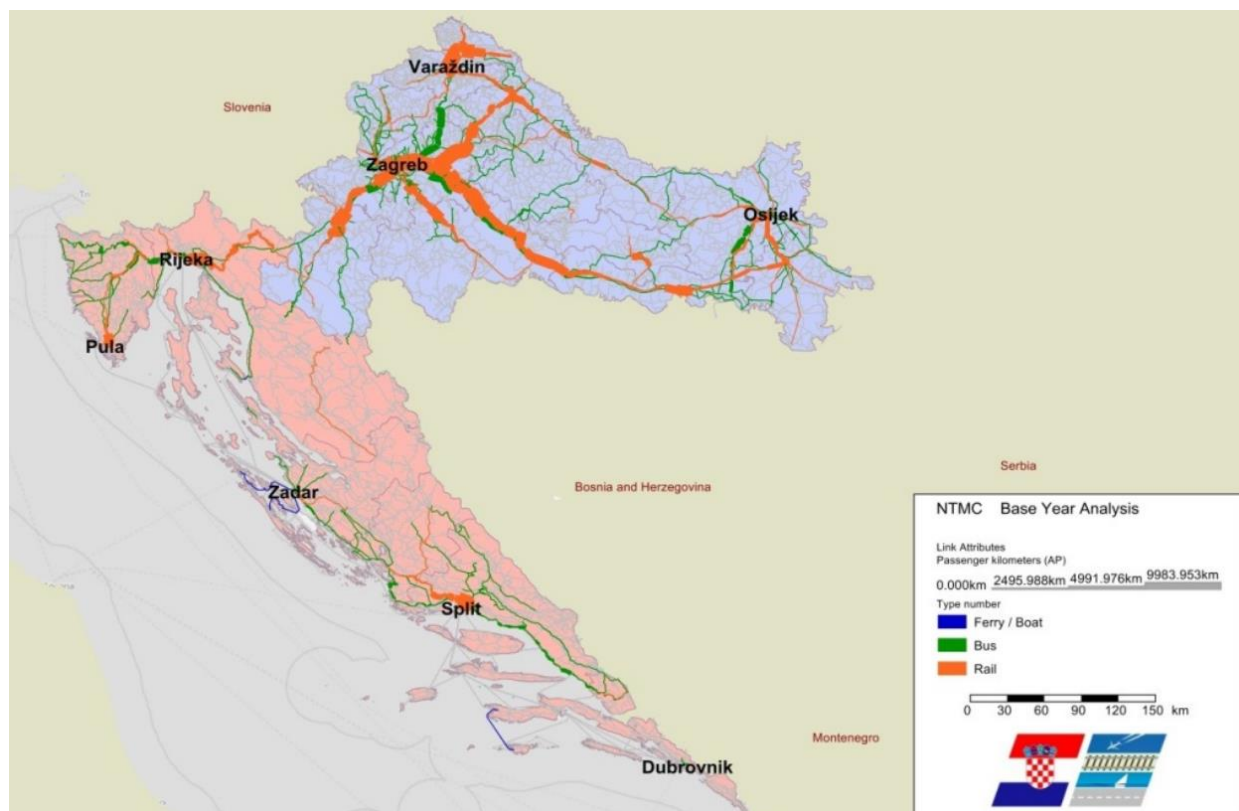 Varaždin
Slovenia
Zagreb
Osijek
Rijeka
Pula
Serbia
Bosnia and Herzegovina
Zadar
NTMC Base Year Analysis
Link Attributes
Passenger kilometers (AP)
0.000km 2495.988km 4991.976km 9983.953km
Type number
Ferry / Boat
Bus
Rail
Split
0 30 60 90 120 150 km
Montenegro
Dubrovnik